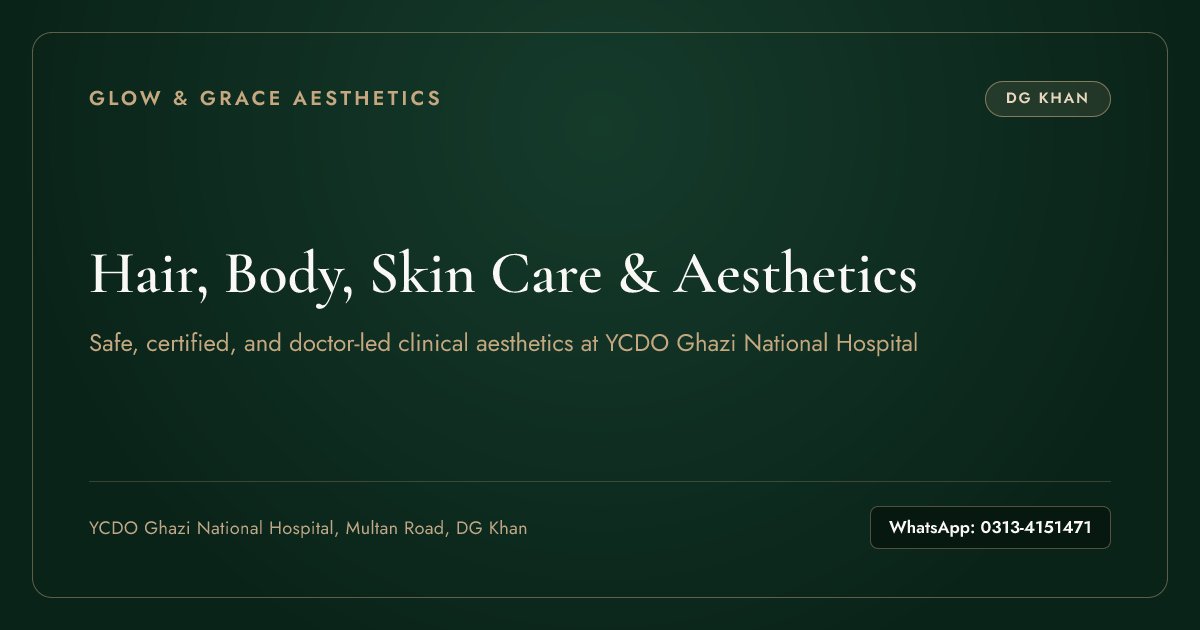 GLOW & GRACE AESTHETICS
DG KHAN
Hair, Body, Skin Care & Aesthetics
Safe, certified, and doctor-led clinical aesthetics at YCDO Ghazi National Hospital
YCDO Ghazi National Hospital, Multan Road, DG Khan
WhatsApp: 0313-4151471